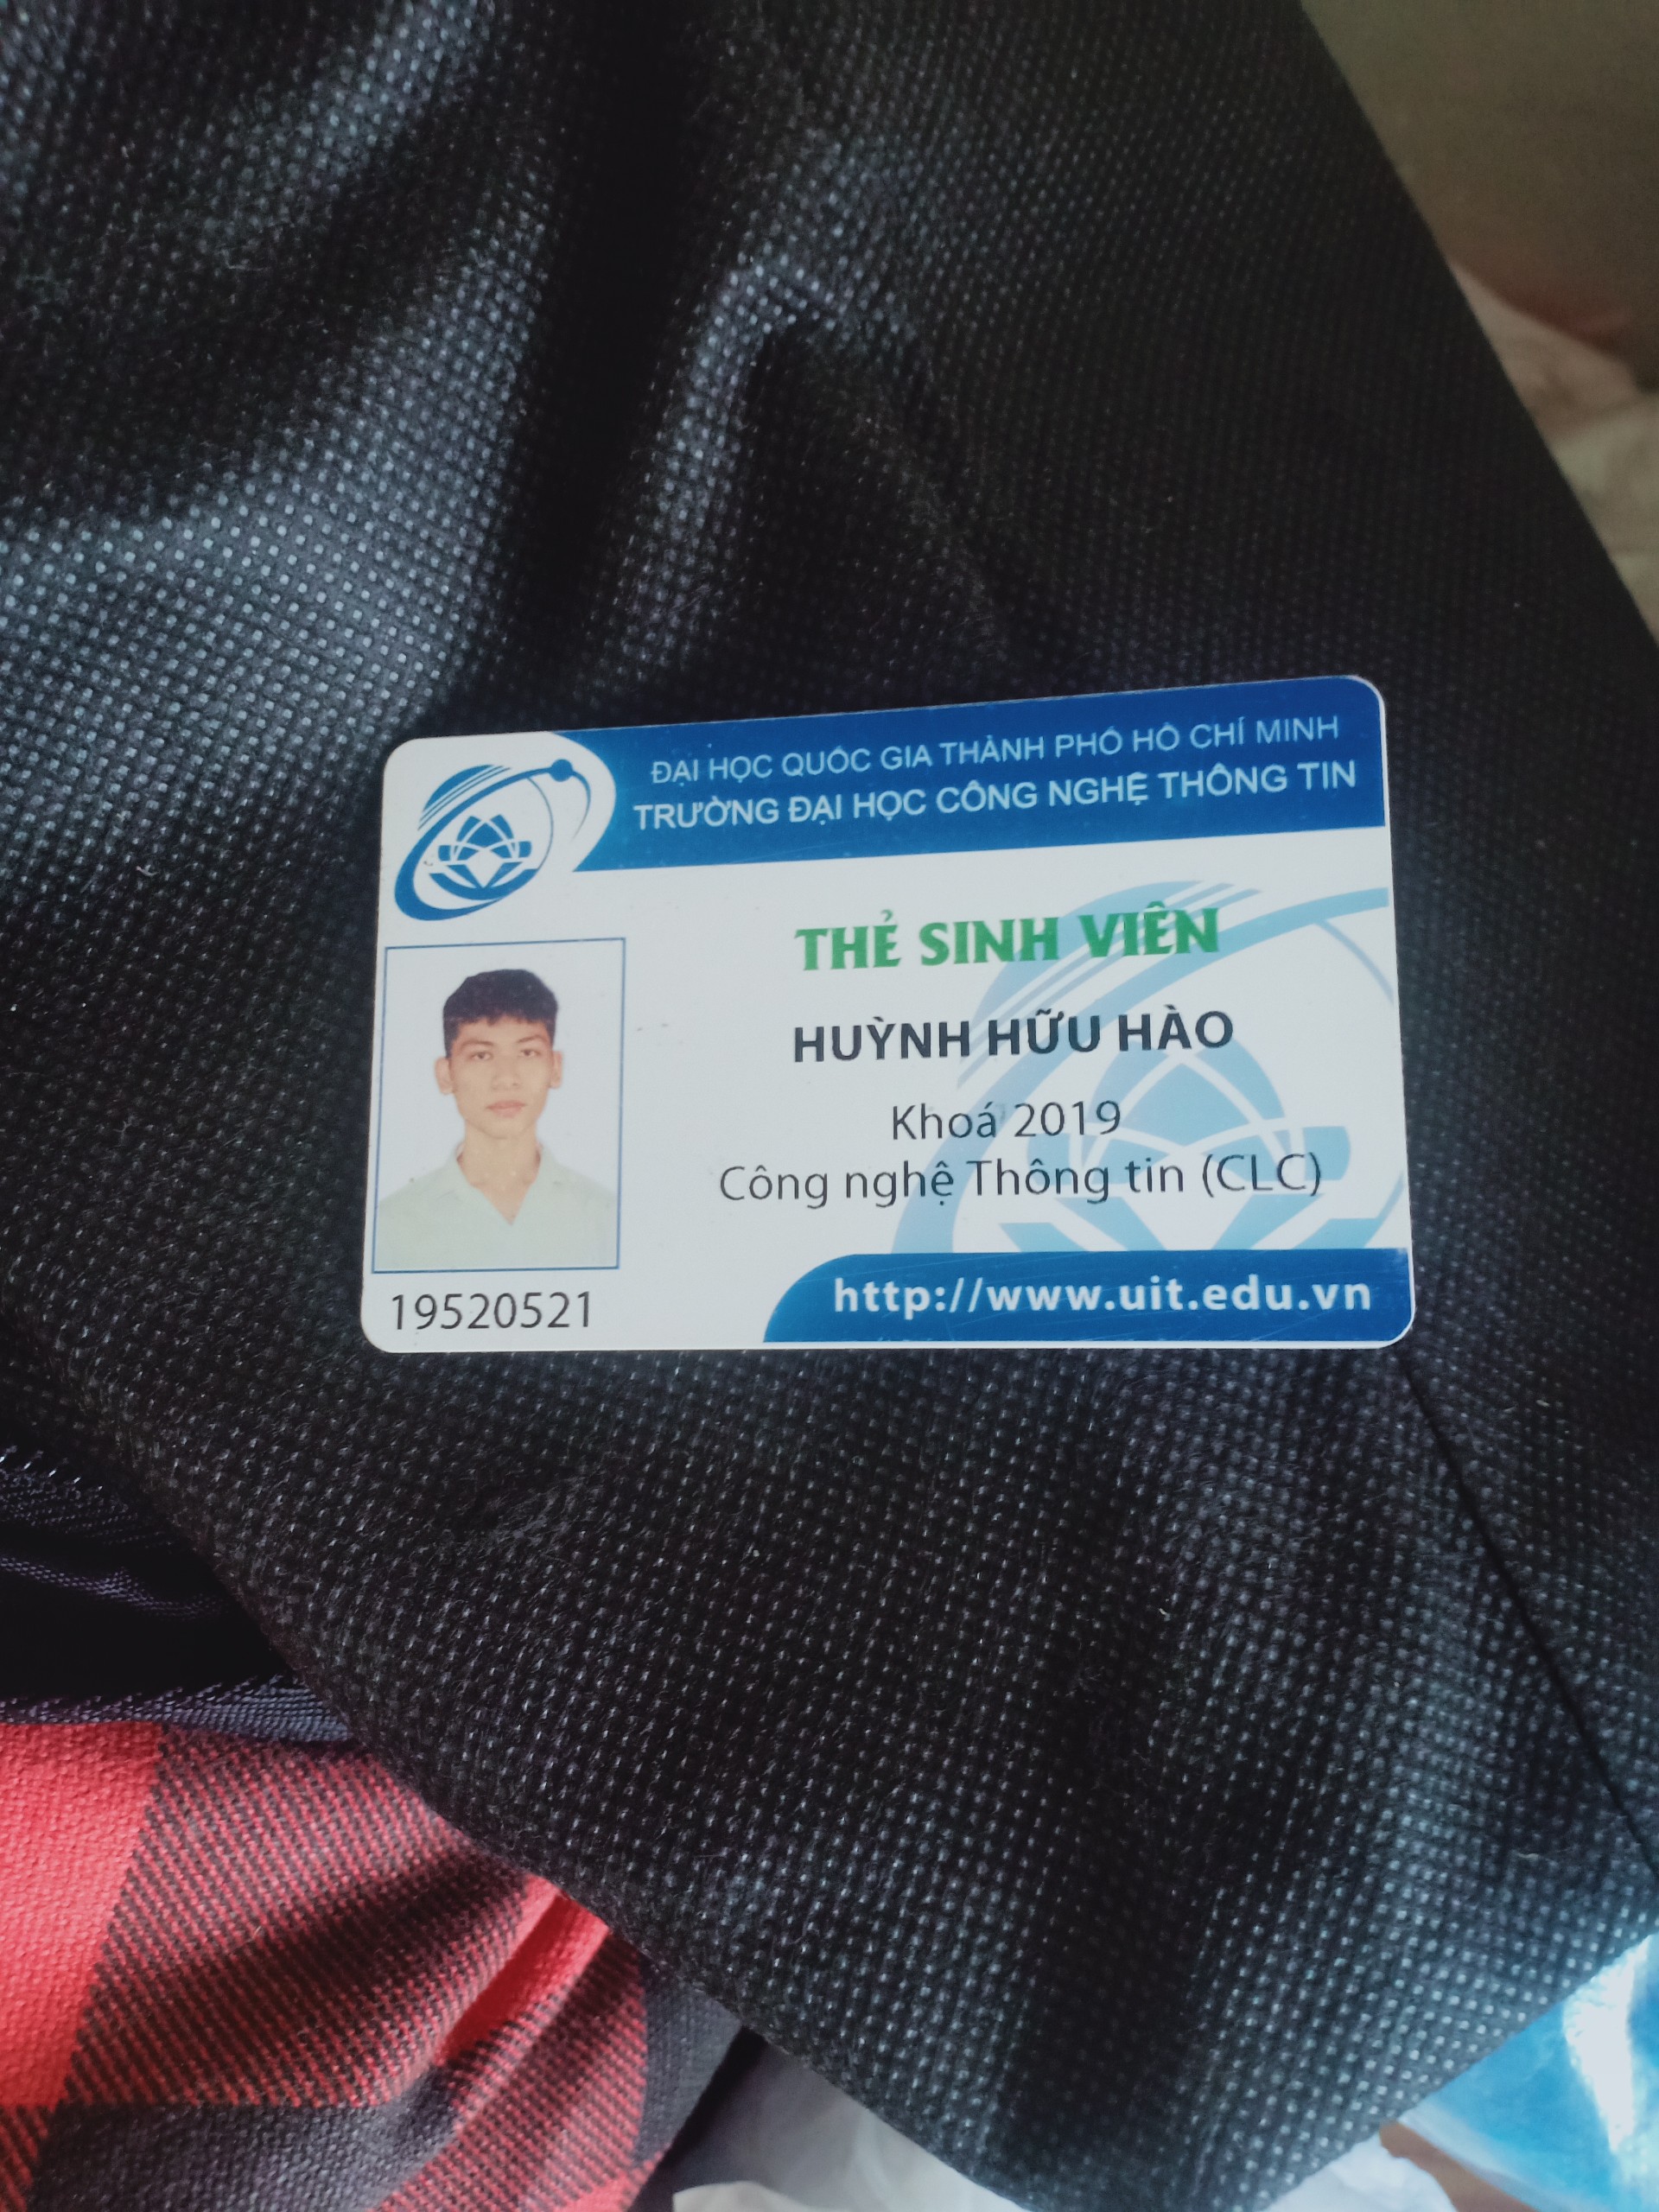 ĐẠI HỌC QUỐC GIA THÀNH PHỐ HỒ CHÍ MINH
TRƯỜNG ĐẠI HỌC CÔNG NGHỆ THÔNG TIN
THẺ SINH VIÊN
HUỲNH HỮU HÀO
Khoá 2019
Công nghệ Thông tin (CLC)
19520521
http://www.uit.edu.vn